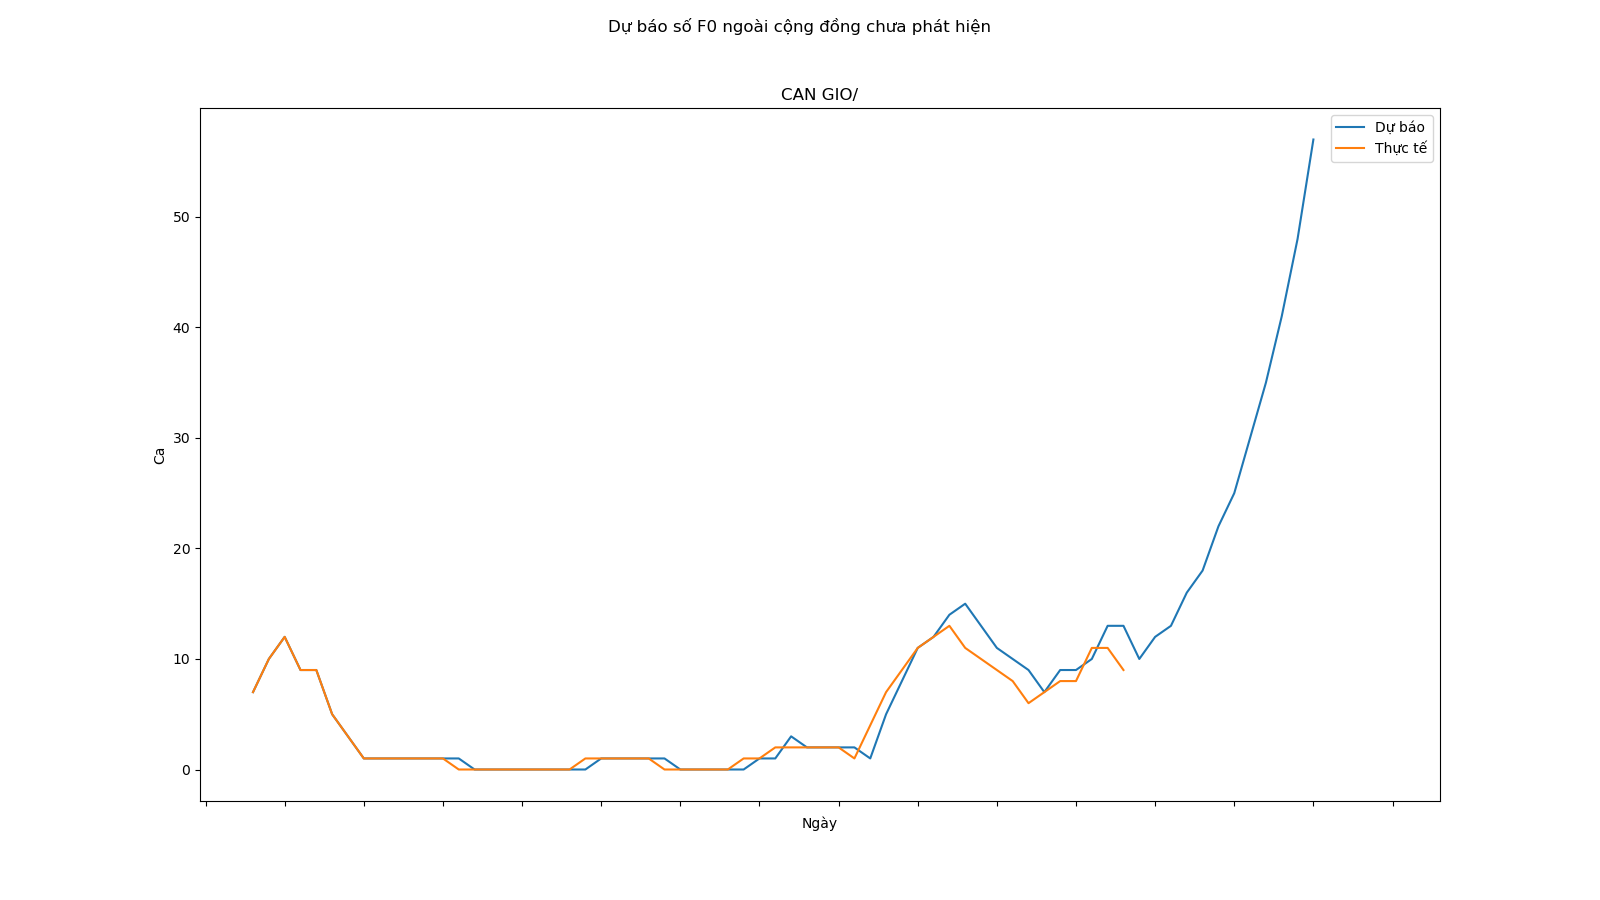 Dự báo số F0 ngoài cộng đồng chưa phát hiện
CAN GIO/
Dự báo
Thực tế
50
40
30
20
10
0
Ca
Ngày